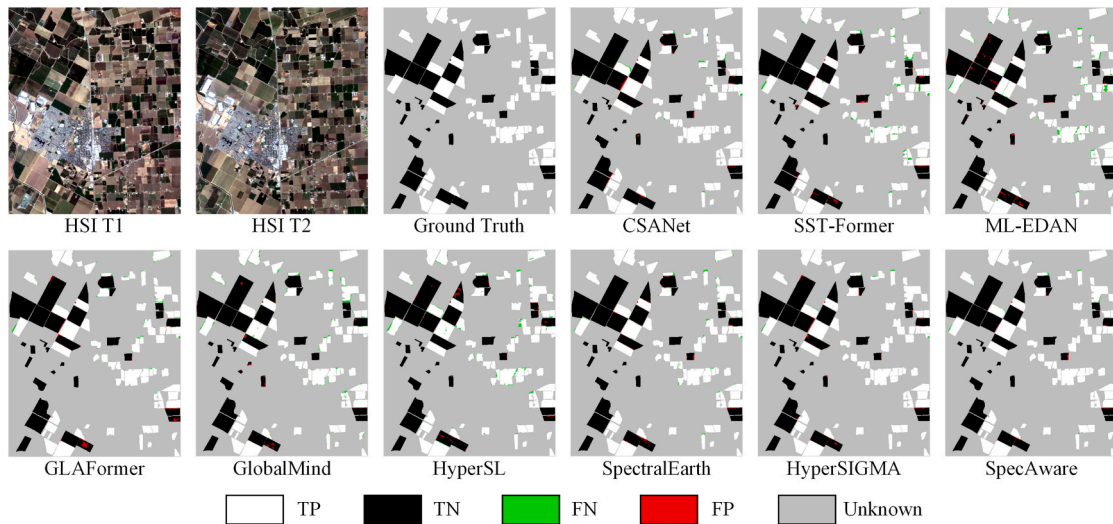 HSI T1 HSI T2 Ground Truth CSANet SST-Former ML-EDAN
GLAFormer GlobalMind HyperSL SpectralEarth HyperSIGMA SpecAware
TP TN FN FP Unknown